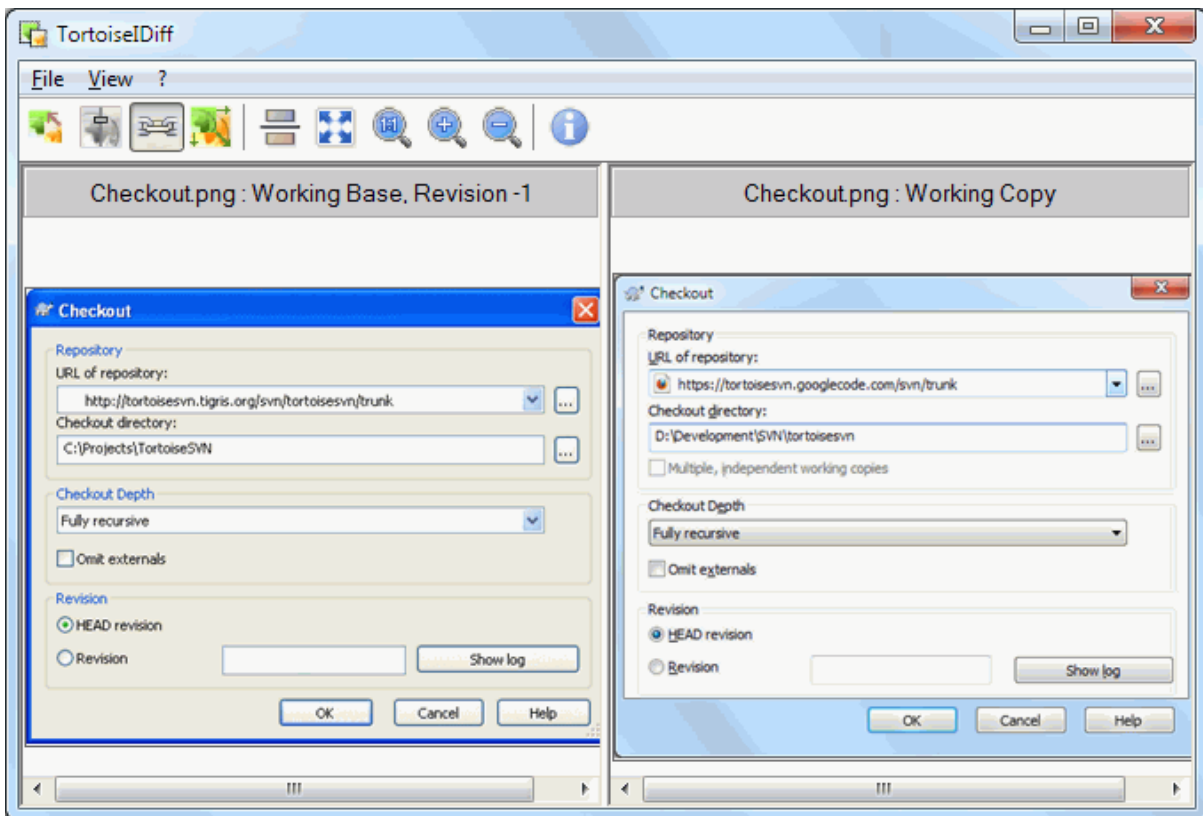 TortoiseIDiff
File View ?
1:1
Checkout.png : Working Base, Revision -1
Checkout
Repository
URL of repository:
http://tortoisesvn.tigris.org/svn/tortoisesvn/trunk
...
Checkout directory:
C:\Projects\TortoiseSVN
...
Checkout Depth
Fully recursive
Omit externals
Revision
HEAD revision
Revision
Show log
OK Cancel Help
Checkout.png : Working Copy
Checkout
Repository
URL of repository:
https://tortoisesvn.googlecode.com/svn/trunk
...
Checkout directory:
D:\Development\SVN\tortoisesvn
...
Multiple, independent working copies
Checkout Depth
Fully recursive
Omit externals
Revision
HEAD revision
Revision
Show log
OK Cancel Help